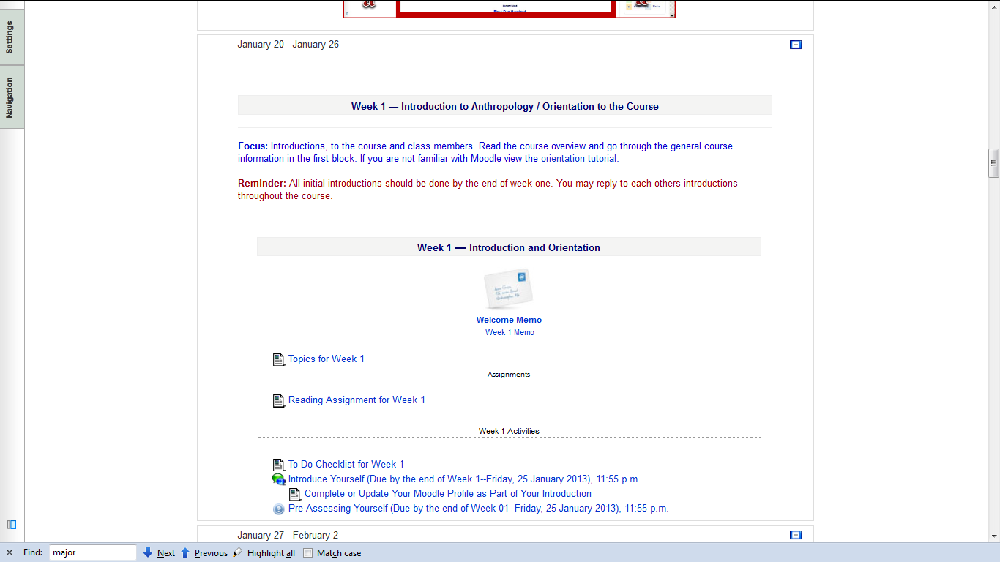 First-Day Handout
Settings
Navigation
January 20 - January 26
Week 1 — Introduction to Anthropology / Orientation to the Course
Focus: Introductions, to the course and class members. Read the course overview and go through the general course
information in the first block. If you are not familiar with Moodle view the orientation tutorial.
Reminder: All initial introductions should be done by the end of week one. You may reply to each others introductions
throughout the course.
Week 1 — Introduction and Orientation
Welcome Memo
Week 1 Memo
Topics for Week 1
Assignments
Reading Assignment for Week 1
Week 1 Activities
To Do Checklist for Week 1
Introduce Yourself (Due by the end of Week 1--Friday, 25 January 2013), 11:55 p.m.
Complete or Update Your Moodle Profile as Part of Your Introduction
Pre Assessing Yourself (Due by the end of Week 01--Friday, 25 January 2013), 11:55 p.m.
January 27 - February 2
Find: major Next Previous Highlight all Match case